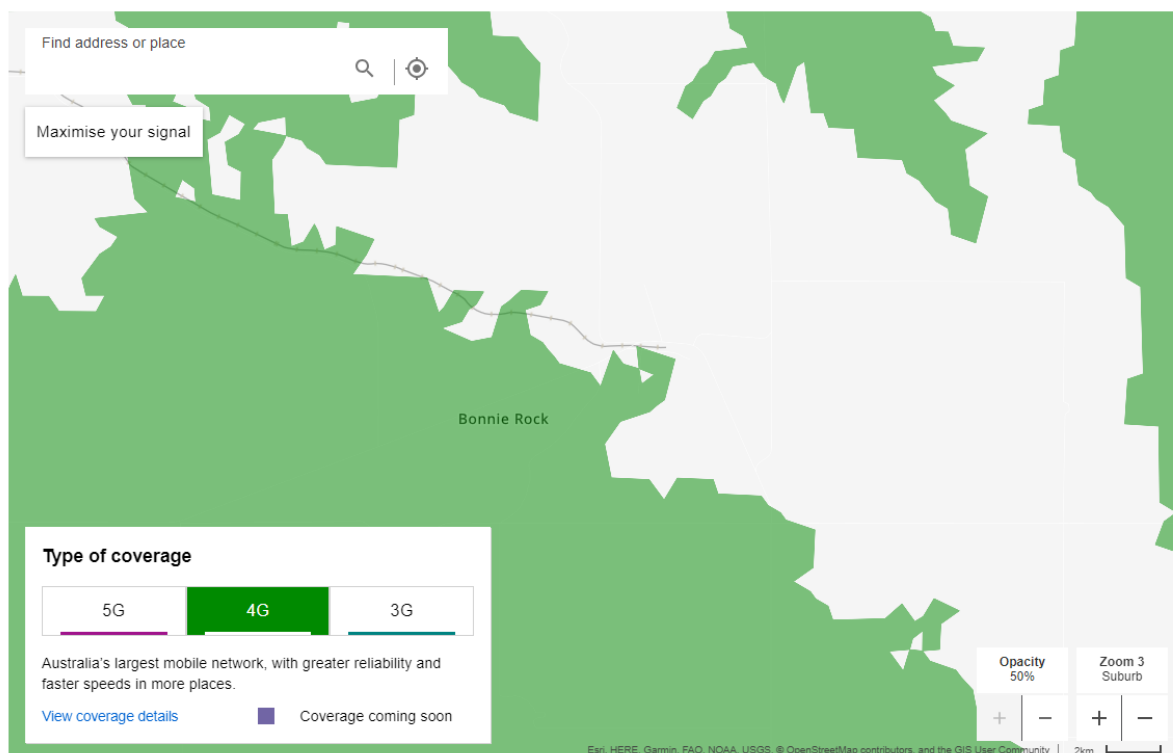 Find address or place
Maximise your signal
Bonnie Rock
Type of coverage
5G
4G
3G
Australia's largest mobile network, with greater reliability and
faster speeds in more places.
View coverage details
Coverage coming soon
Opacity
50%
Zoom 3
Suburb
Esri, HERE, Garmin, FAO, NOAA, USGS, © OpenStreetMap contributors, and the GIS User Community
2km